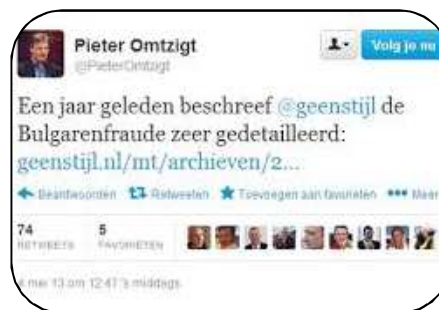 Pieter Omtzigt
@PieterOmtzigt
Volg je nu
Een jaar geleden beschreef @geenstijl de
Bulgarenfraude zeer gedetailleerd:
geenstijl.nl/mt/archieven/2...
Beantwoorden Retweeten Toevoegen aan favorieten Meer
74 5
RETWEETS FAVORIETEN
4 mei 13 om 12:47 's middags